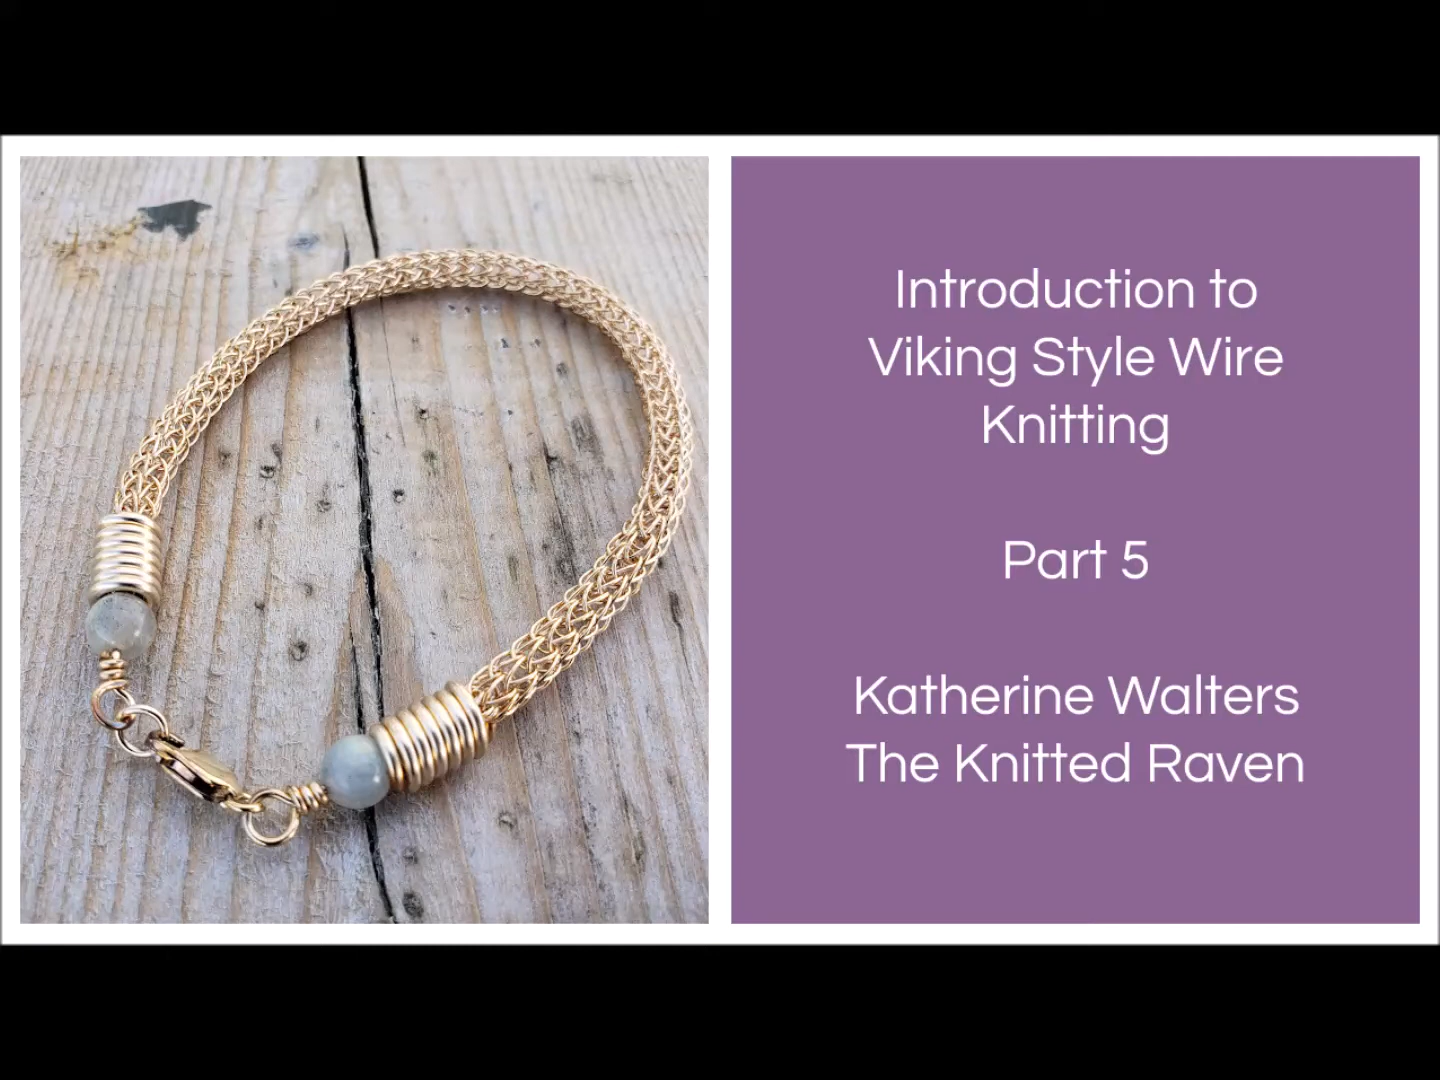 Introduction to
Viking Style Wire
Knitting
Part 5
Katherine Walters
The Knitted Raven